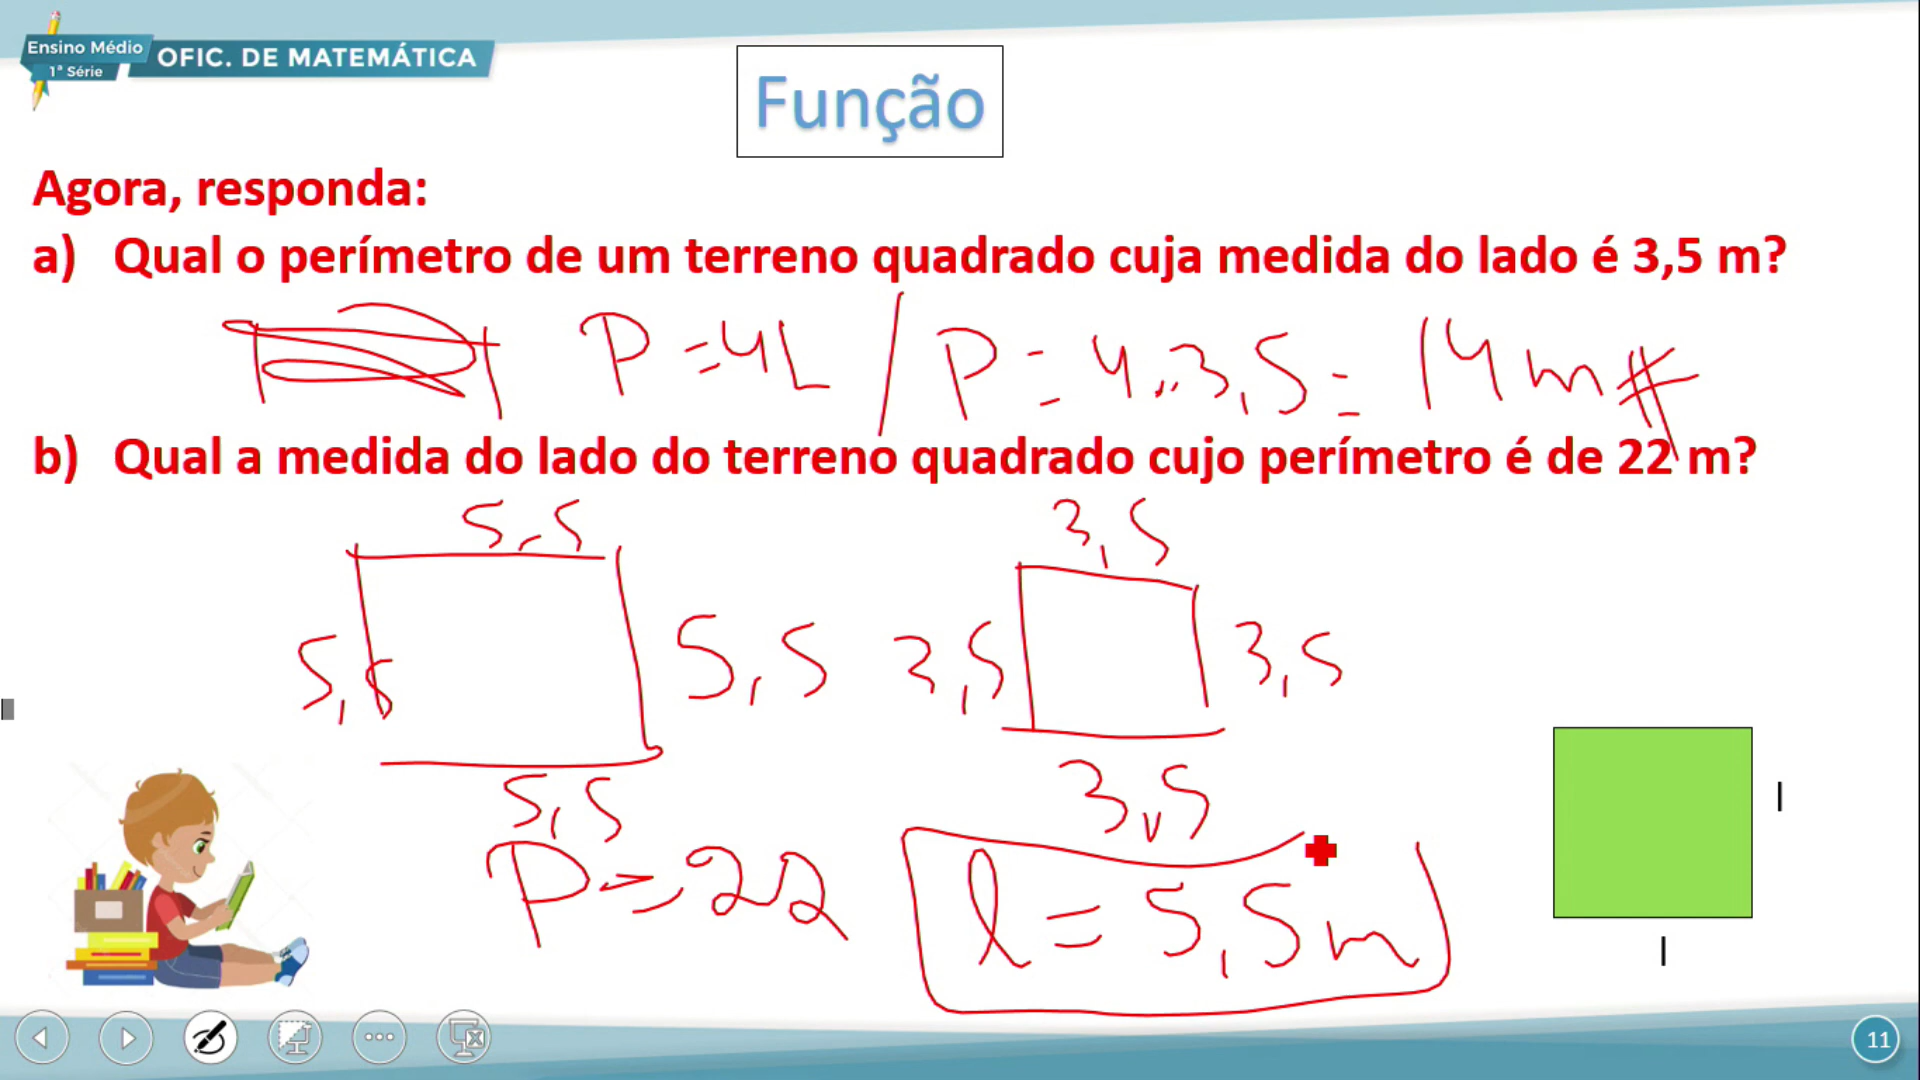 Ensino Médio
1ª Série
OFIC. DE MATEMÁTICA
Função
Agora, responda:
a) Qual o perímetro de um terreno quadrado cuja medida do lado é 3,5 m?
P = 4L / P = 4.3,5 = 14 m #
b) Qual a medida do lado do terreno quadrado cujo perímetro é de 22 m?
5,5 3,5
5,5 5,5 3,5 3,5
5,5 3,5
P = 22
l = 5,5 m
l
l
11